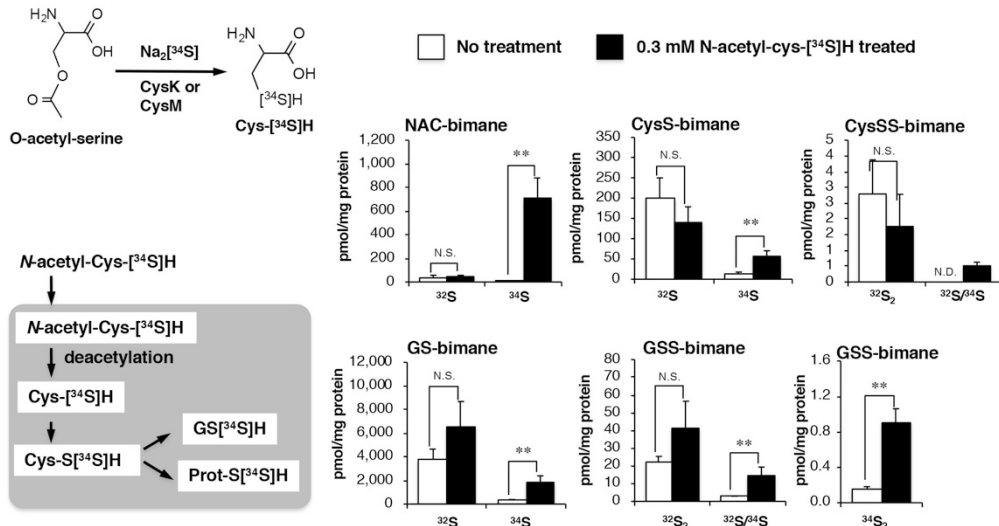 H₂N
O
OH
O
O
O-acetyl-serine
Na₂[³⁴S]
CysK or
CysM
H₂N
O
OH
[³⁴S]H
Cys-[³⁴S]H
No treatment
0.3 mM N-acetyl-cys-[³⁴S]H treated
N-acetyl-Cys-[³⁴S]H
N-acetyl-Cys-[³⁴S]H
deacetylation
Cys-[³⁴S]H
Cys-S[³⁴S]H
GS[³⁴S]H
Prot-S[³⁴S]H
NAC-bimane
pmol/mg protein
1,200
1,000
800
600
400
200
0
N.S.
**
³²S
³⁴S
CysS-bimane
pmol/mg protein
350
300
250
200
150
100
50
0
N.S.
**
³²S
³⁴S
CysSS-bimane
pmol/mg protein
5
4
4
3
3
2
2
1
1
0
N.S.
N.D.
³²S₂
³²S/³⁴S
GS-bimane
pmol/mg protein
14,000
12,000
10,000
8,000
6,000
4,000
2,000
0
N.S.
**
³²S
³⁴S
GSS-bimane
pmol/mg protein
80
70
60
50
40
30
20
10
0
N.S.
**
³²S₂
³²S/³⁴S
GSS-bimane
pmol/mg protein
1.6
1.2
0.8
0.4
0.0
**
³⁴S₂